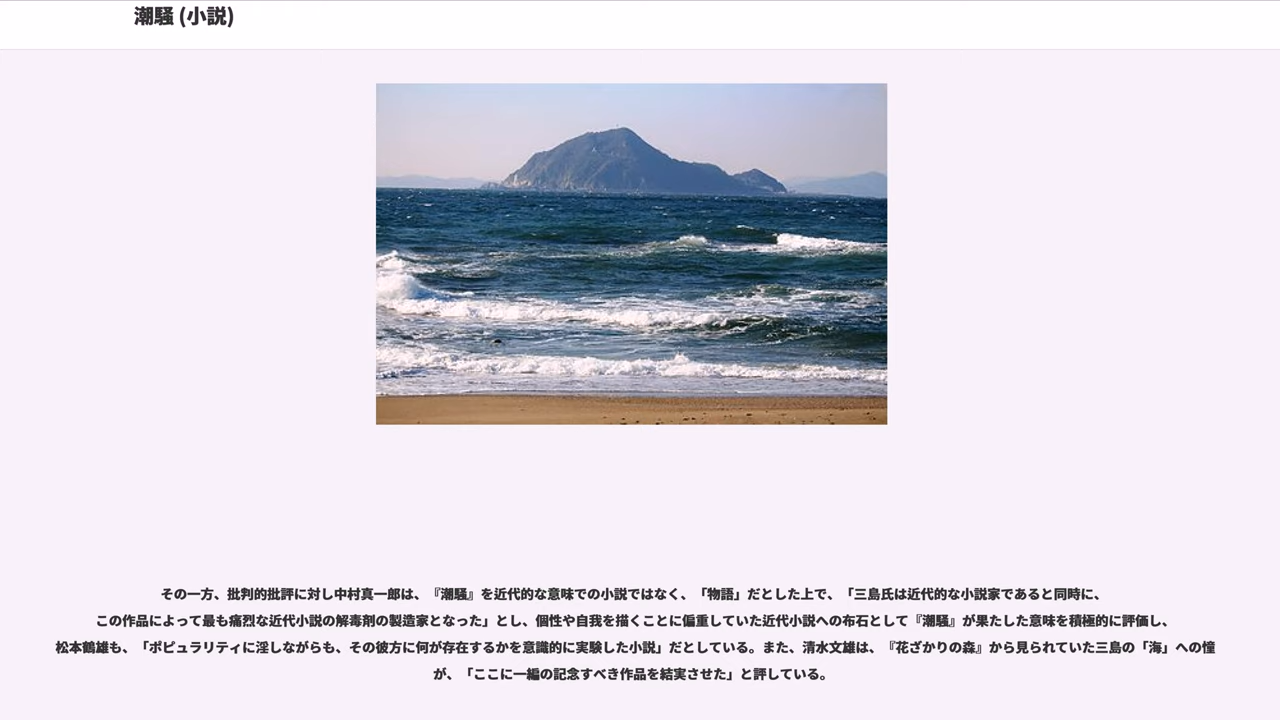 潮騒 (小説)
その一方、批判的批評に対し中村真一郎は、『潮騒』を近代的な意味での小説ではなく、「物語」だとした上で、「三島氏は近代的な小説家であると同時に、
この作品によって最も痛烈な近代小説の解毒剤の製造家となった」とし、個性や自我を描くことに偏重していた近代小説への布石として『潮騒』が果たした意味を積極的に評価し、
松本鶴雄も、「ポピュラリティに淫しながらも、その彼方に何が存在するかを意識的に実験した小説」だとしている。また、清水文雄は、『花ざかりの森』から見られていた三島の「海」への憧
が、「ここに一編の記念すべき作品を結実させた」と評している。